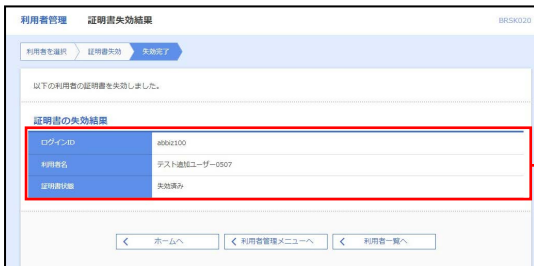 利用者管理 証明書失効結果 BRSK020
利用者を選択 証明書失効 失効完了
以下の利用者の証明書を失効しました。
証明書の失効結果
ログインID abbiz100
利用者名 テスト追加ユーザー0507
証明書状態 失効済み
ホームへ 利用者管理メニューへ 利用者一覧へ